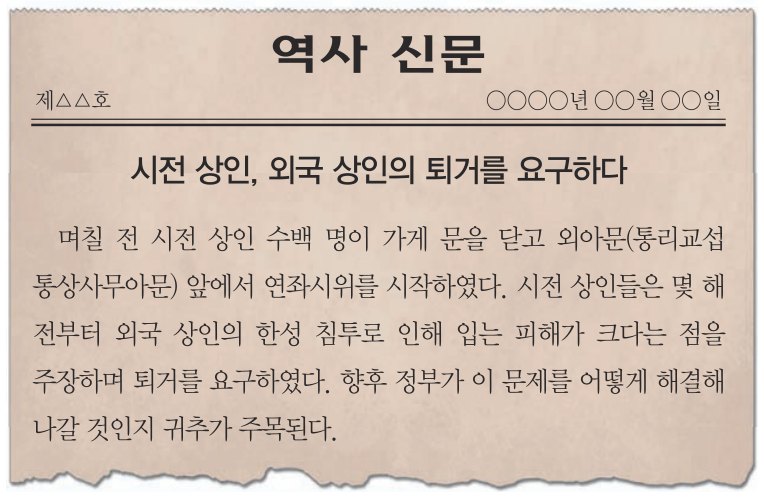 역사 신문
제△△호 ○○○○년 ○○월 ○○일
시전 상인, 외국 상인의 퇴거를 요구하다
며칠 전 시전 상인 수백 명이 가게 문을 닫고 외아문(통리교섭
통상사무아문) 앞에서 연좌시위를 시작하였다. 시전 상인들은 몇 해
전부터 외국 상인의 한성 침투로 인해 입는 피해가 크다는 점을
주장하며 퇴거를 요구하였다. 향후 정부가 이 문제를 어떻게 해결해
나갈 것인지 귀추가 주목된다.